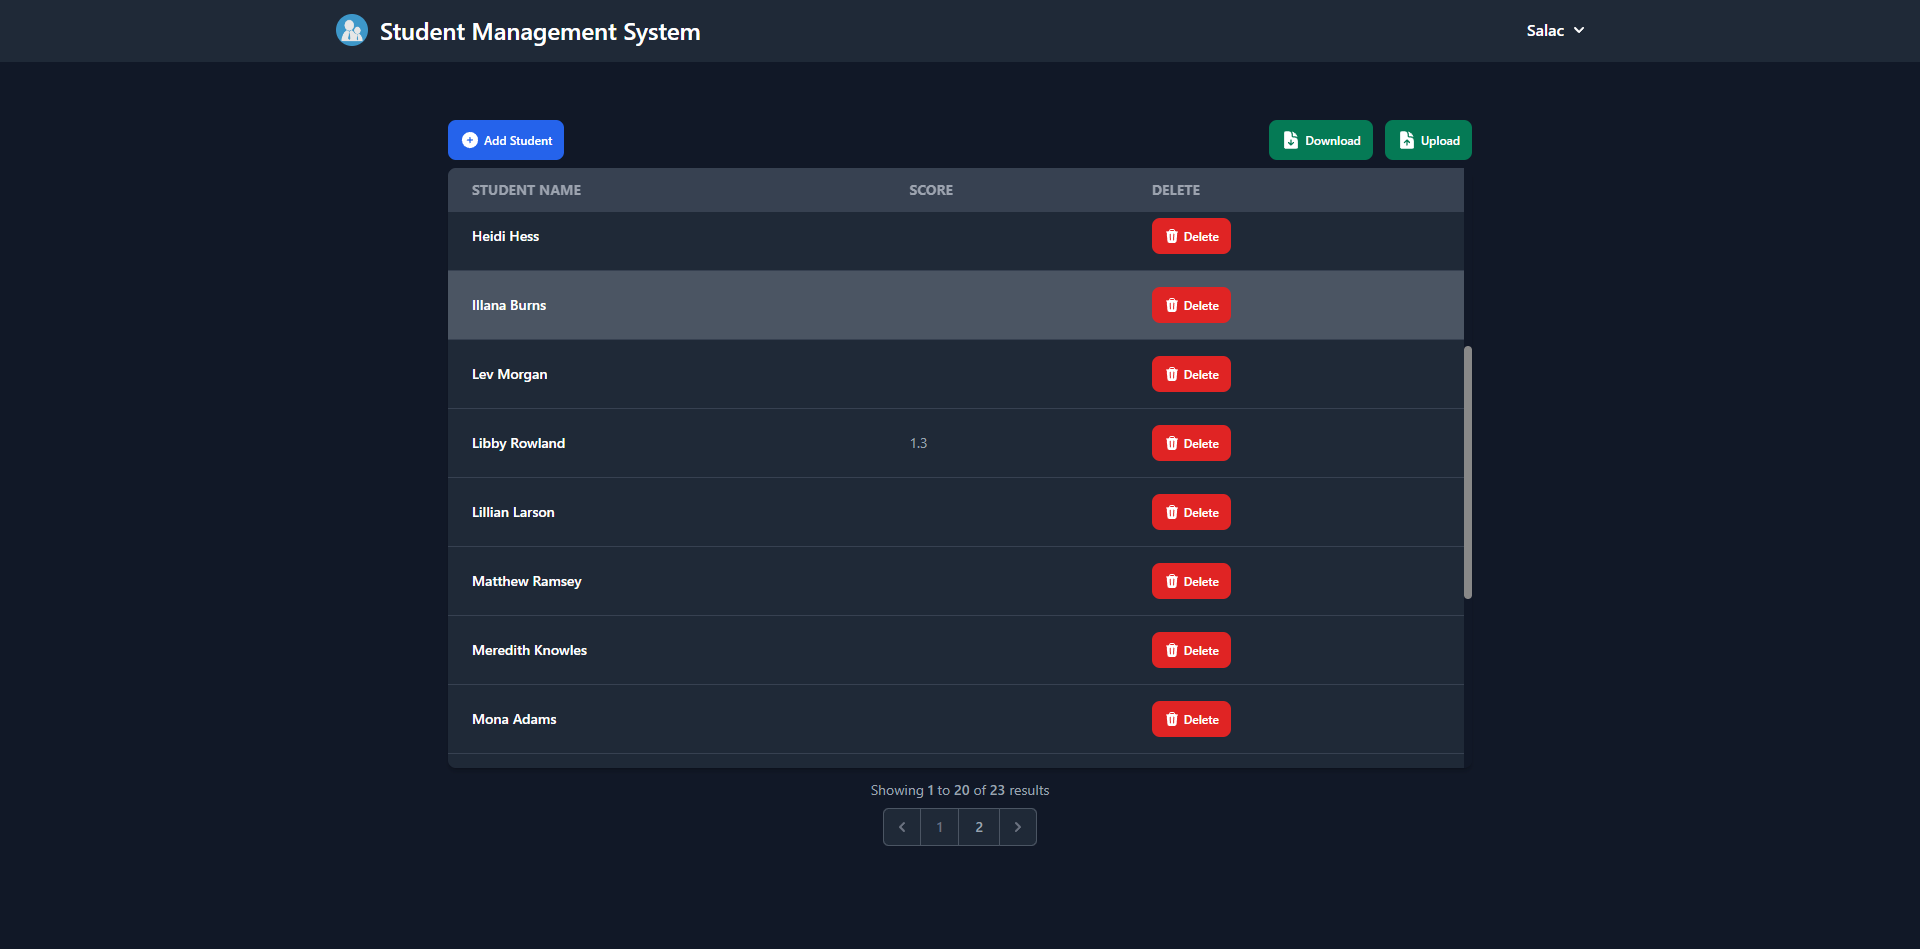 Student Management System
Salac
Add Student
Download
Upload
STUDENT NAME SCORE DELETE
Heidi Hess Delete
Illana Burns Delete
Lev Morgan Delete
Libby Rowland 1.3 Delete
Lillian Larson Delete
Matthew Ramsey Delete
Meredith Knowles Delete
Mona Adams Delete
Showing 1 to 20 of 23 results
1 2